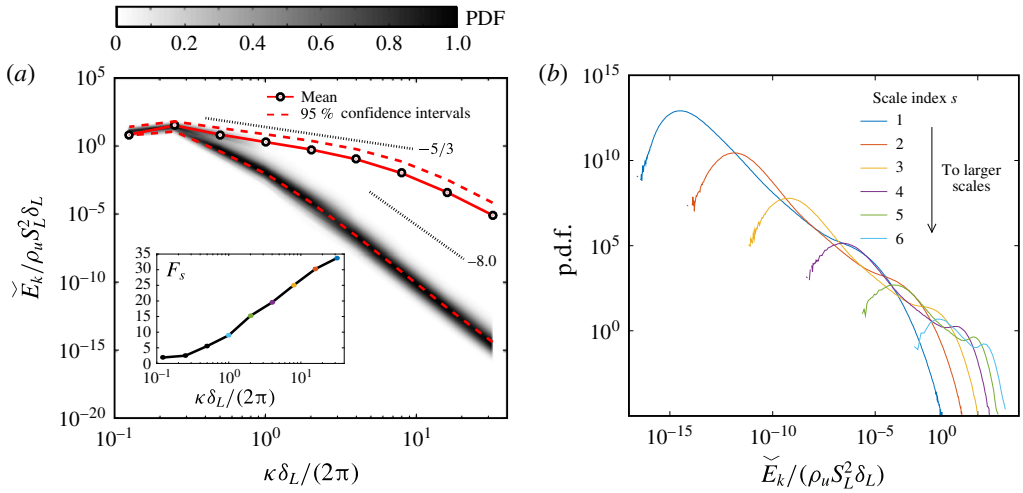 PDF
0 0.2 0.4 0.6 0.8 1.0
(a)
10^5
10^0
10^−5
10^−10
10^−15
10^−20
Ĕ_k/ρ_u S_L^2 δ_L
Mean
95 % confidence intervals
−5/3
−8.0
F_s
35
30
25
20
15
10
5
0
10^−1 10^0 10^1
κδ_L/(2π)
10^−1 10^0 10^1
κδ_L/(2π)
(b)
10^15
10^10
10^5
10^0
p.d.f.
Scale index s
1
2
3
4
5
6
To larger
scales
10^−15 10^−10 10^−5 10^0
Ĕ_k/(ρ_u S_L^2 δ_L)